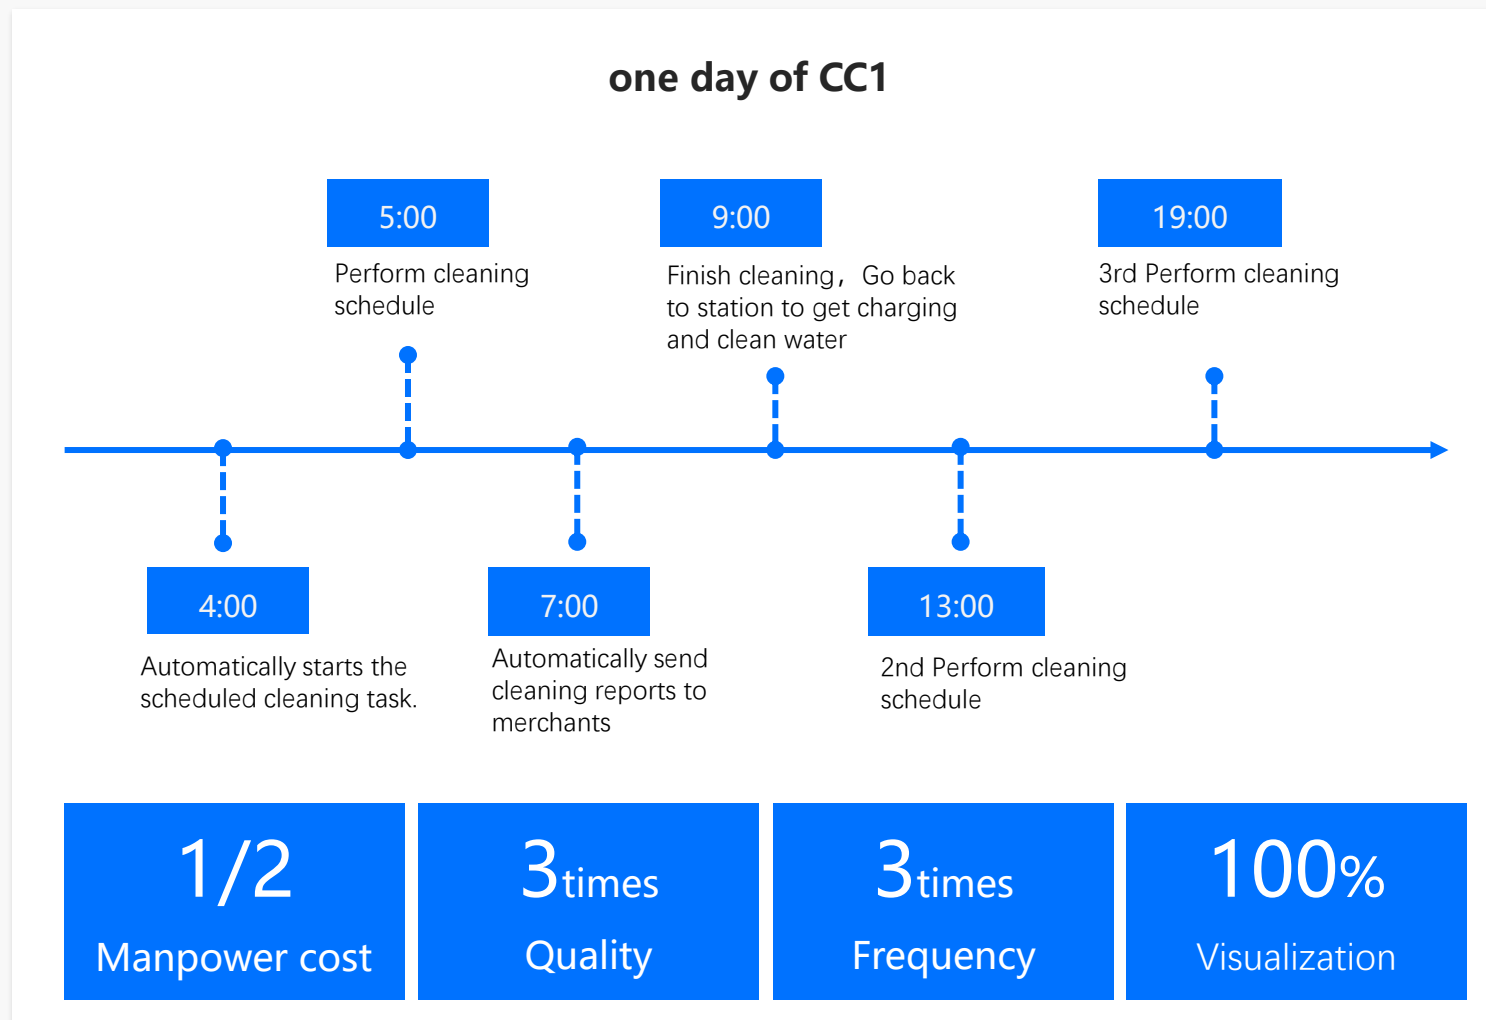 one day of CC1
5:00
Perform cleaning
schedule
9:00
Finish cleaning，Go back
to station to get charging
and clean water
19:00
3rd Perform cleaning
schedule
4:00
Automatically starts the
scheduled cleaning task.
7:00
Automatically send
cleaning reports to
merchants
13:00
2nd Perform cleaning
schedule
1/2
Manpower cost
3times
Quality
3times
Frequency
100%
Visualization